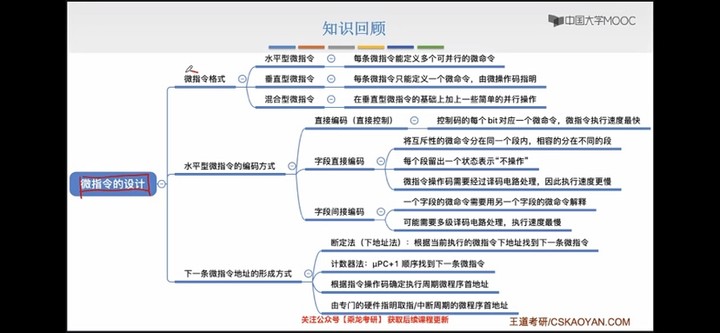 知识回顾
中国大学MOOC
水平型微指令 每条微指令能定义多个可并行的微命令
微指令格式
垂直型微指令 每条微指令只能定义一个微命令，由微操作码指明
混合型微指令 在垂直型微指令的基础上加上一些简单的并行操作
直接编码（直接控制） 控制码的每个bit对应一个微命令，微指令执行速度最快
将互斥性的微命令分在同一个段内，相容的分在不同的段
水平型微指令的编码方式
字段直接编码 每个段留出一个状态表示“不操作”
微指令的设计
微指令操作码需要经过译码电路处理，因此执行速度更慢
一个字段的微命令需要用另一个字段的微命令解释
字段间接编码
可能需要多级译码电路处理，执行速度最慢
断定法（下地址法）：根据当前执行的微指令下地址找到下一条微指令
计数器法：μPC+1 顺序找到下一条微指令
下一条微指令地址的形成方式
根据指令操作码确定执行周期微程序首地址
由专门的硬件指明取指/中断周期的微程序首地址
关注公众号【乘龙考研】 获取后续课程更新
王道考研/CSKAOYAN.COM